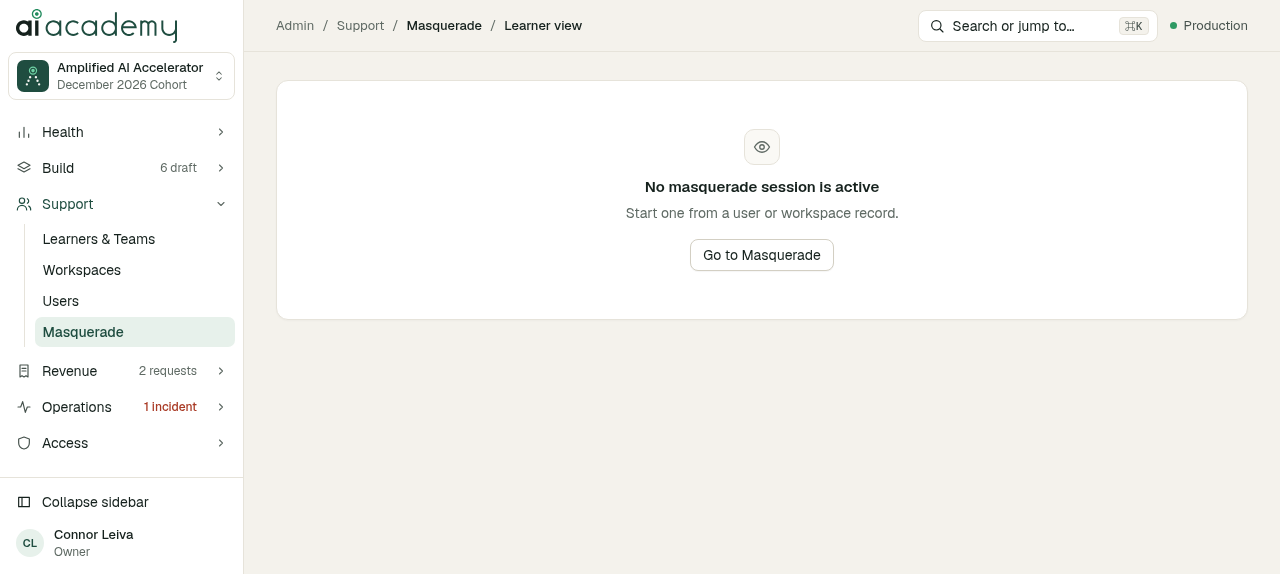 ai academy
Amplified AI Accelerator
December 2026 Cohort
Health
Build 6 draft
Support
Learners & Teams
Workspaces
Users
Masquerade
Revenue 2 requests
Operations 1 incident
Access
Collapse sidebar
CL
Connor Leiva
Owner
Admin / Support / Masquerade / Learner view
Search or jump to... ⌘K
Production
No masquerade session is active
Start one from a user or workspace record.
Go to Masquerade